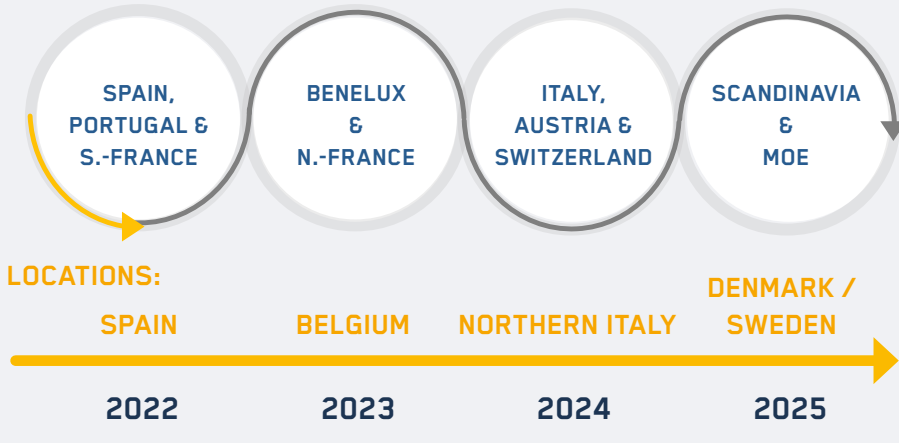 SPAIN,
PORTUGAL &
S.-FRANCE
BENELUX
&
N.-FRANCE
ITALY,
AUSTRIA &
SWITZERLAND
SCANDINAVIA
&
MOE
LOCATIONS:
SPAIN
BELGIUM
NORTHERN ITALY
DENMARK /
SWEDEN
2022
2023
2024
2025